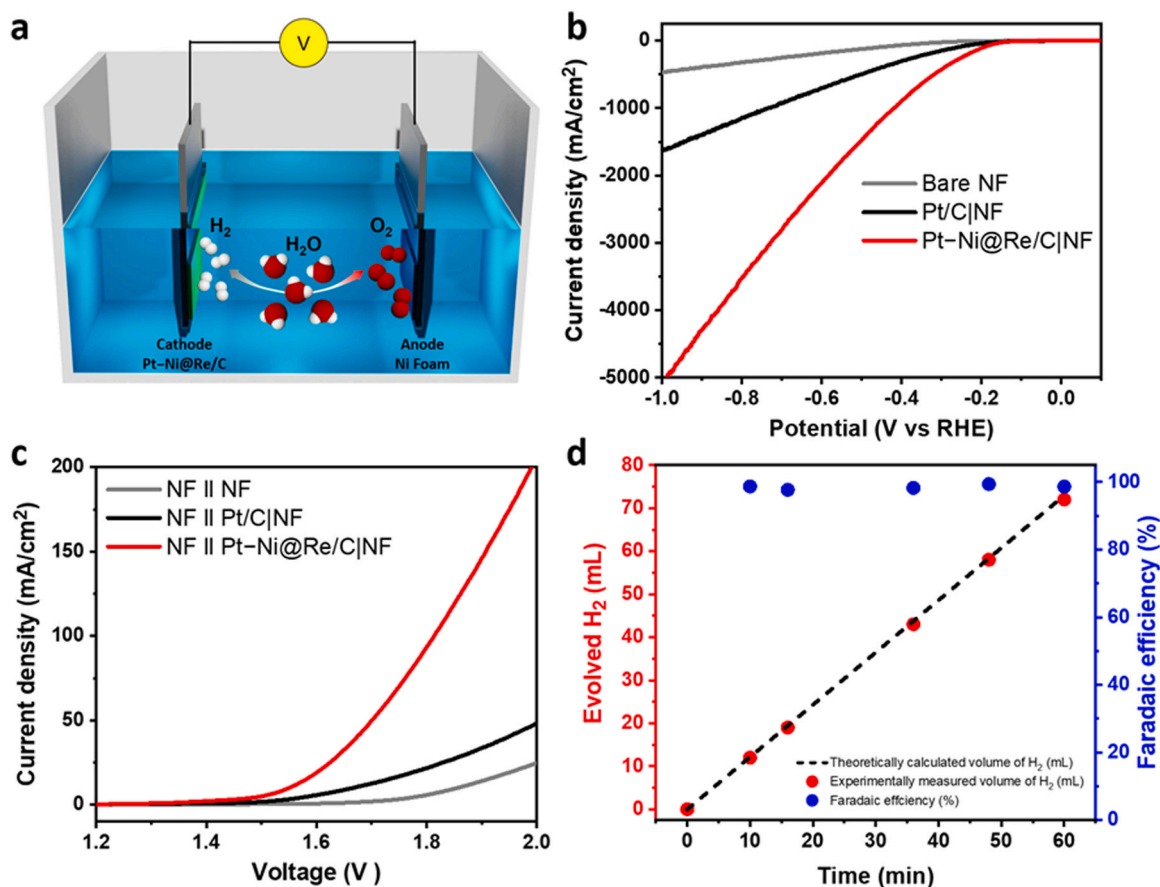 a
V
H₂
H₂O
O₂
Cathode
Pt−Ni@Re/C
Anode
Ni Foam
b
Current density (mA/cm²)
0
-1000
-2000
-3000
-4000
-5000
Bare NF
Pt/C|NF
Pt−Ni@Re/C|NF
-1.0 -0.8 -0.6 -0.4 -0.2 0.0
Potential (V vs RHE)
c
Current density (mA/cm²)
200
150
100
50
0
NF II NF
NF II Pt/C|NF
NF II Pt−Ni@Re/C|NF
1.2 1.4 1.6 1.8 2.0
Voltage (V )
d
Evolved H₂ (mL)
80
70
60
50
40
30
20
10
0
Theoretically calculated volume of H₂ (mL)
Experimentally measured volume of H₂ (mL)
Faradaic effciency (%)
100
80
60
40
20
0
Faradaic efficiency (%)
0 10 20 30 40 50 60
Time (min)